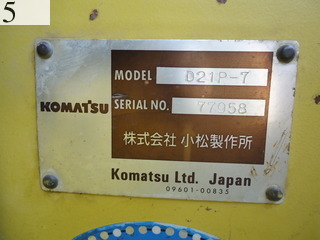 5
MODEL D21P-7
KOMATSU SERIAL NO. 77958
株式会社 小松製作所
Komatsu Ltd. Japan
09601-00835